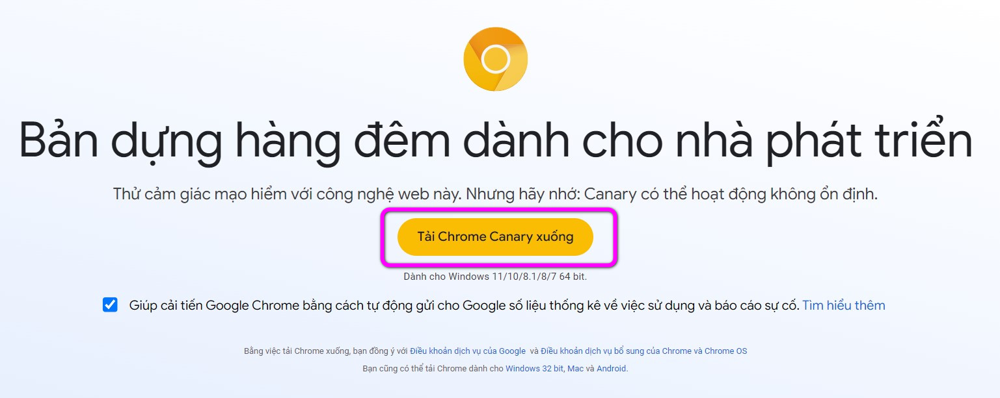 Bản dựng hàng đêm dành cho nhà phát triển
Thử cảm giác mạo hiểm với công nghệ web này. Nhưng hãy nhớ: Canary có thể hoạt động không ổn định.
Tải Chrome Canary xuống
Dành cho Windows 11/10/8.1/8/7 64 bit.
Giúp cải tiến Google Chrome bằng cách tự động gửi cho Google số liệu thống kê về việc sử dụng và báo cáo sự cố. Tìm hiểu thêm
Bằng việc tải Chrome xuống, bạn đồng ý với Điều khoản dịch vụ của Google và Điều khoản dịch vụ bổ sung của Chrome và Chrome OS
Bạn cũng có thể tải Chrome dành cho Windows 32 bit, Mac và Android.